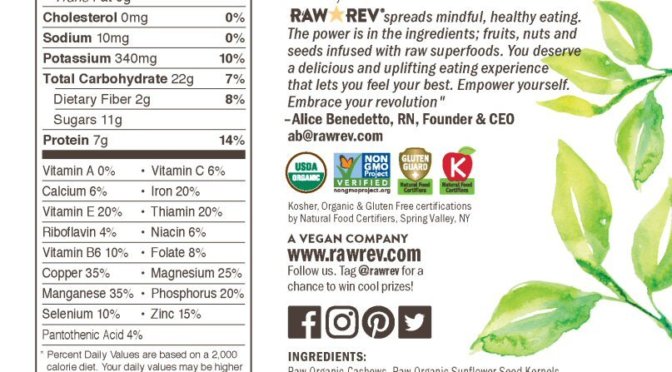 Cholesterol 0mg 0%
Sodium 10mg 0%
Potassium 340mg 10%
Total Carbohydrate 22g 7%
Dietary Fiber 2g 8%
Sugars 11g
Protein 7g 14%
Vitamin A 0% • Vitamin C 6%
Calcium 6% • Iron 20%
Vitamin E 20% • Thiamin 20%
Riboflavin 4% • Niacin 6%
Vitamin B6 10% • Folate 8%
Copper 35% • Magnesium 25%
Manganese 35% • Phosphorus 20%
Selenium 10% • Zinc 15%
Pantothenic Acid 4%
* Percent Daily Values are based on a 2,000
calorie diet. Your daily values may be higher
RAW REV® spreads mindful, healthy eating.
The power is in the ingredients; fruits, nuts and
seeds infused with raw superfoods. You deserve
a delicious and uplifting eating experience
that lets you feel your best. Empower yourself.
Embrace your revolution"
–Alice Benedetto, RN, Founder & CEO
ab@rawrev.com
USDA
ORGANIC
NON
GMO
Project
VERIFIED
nongmoproject.org
GLUTEN
GUARD
Natural Food
Certifiers
K
Natural Food
Certifiers
Kosher, Organic & Gluten Free certifications
by Natural Food Certifiers, Spring Valley, NY
A VEGAN COMPANY
www.rawrev.com
Follow us. Tag @rawrev for a
chance to win cool prizes!
INGREDIENTS:
Raw Organic Cashews, Raw Organic Sunflower Seed Kernels,